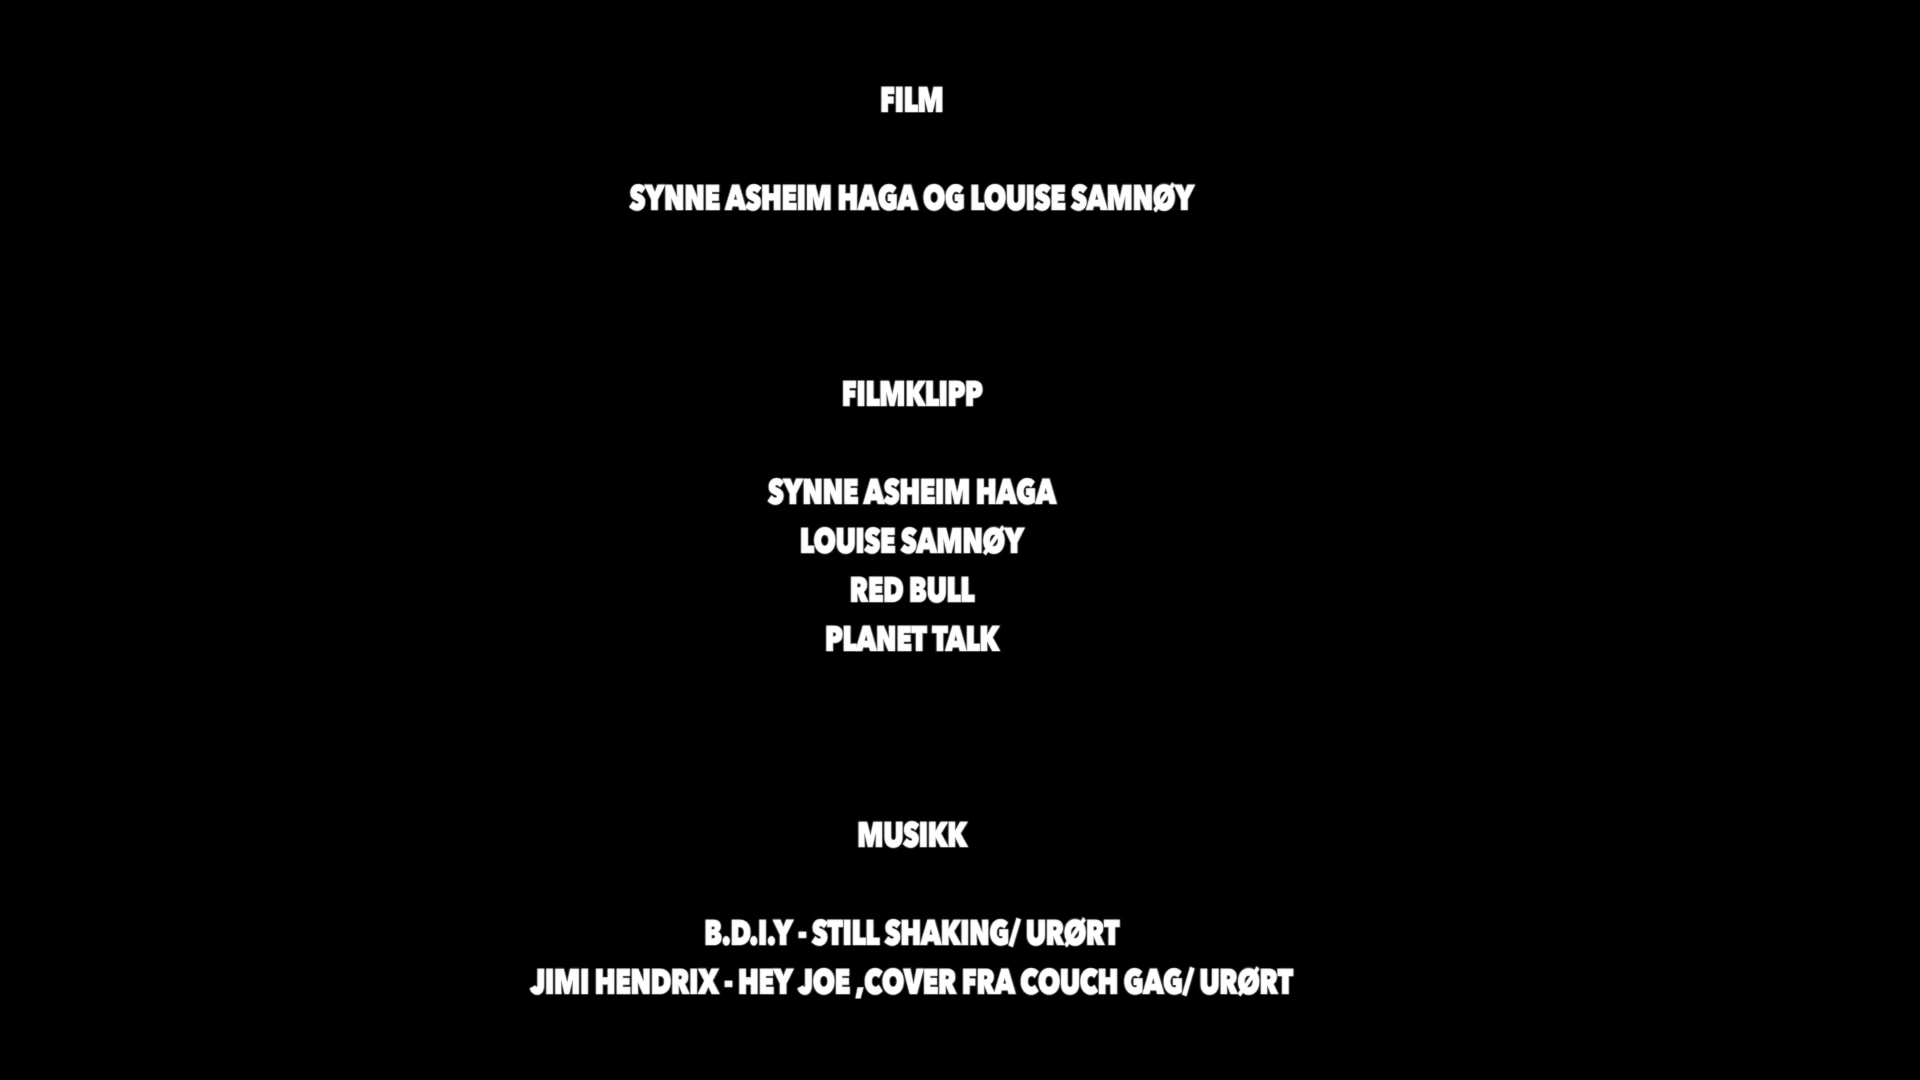 FILM
SYNNE ASHEIM HAGA OG LOUISE SAMNØY
FILMKLIPP
SYNNE ASHEIM HAGA
LOUISE SAMNØY
RED BULL
PLANET TALK
MUSIKK
B.D.I.Y - STILL SHAKING/ URØRT
JIMI HENDRIX - HEY JOE ,COVER FRA COUCH GAG/ URØRT